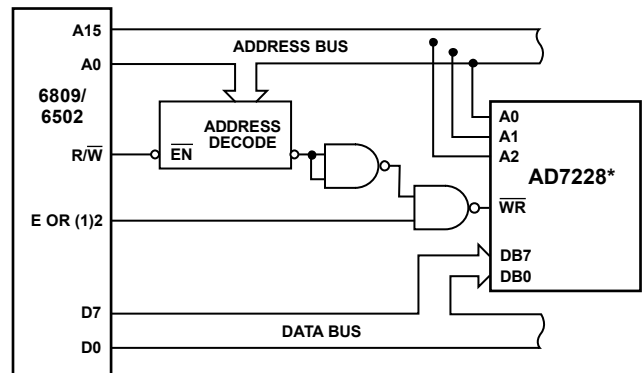 A15
ADDRESS BUS
A0
6809/
6502
ADDRESS
DECODE
EN
R/W
E OR (1)2
A0
A1
A2
AD7228*
WR
DB7
DB0
D7
DATA BUS
D0